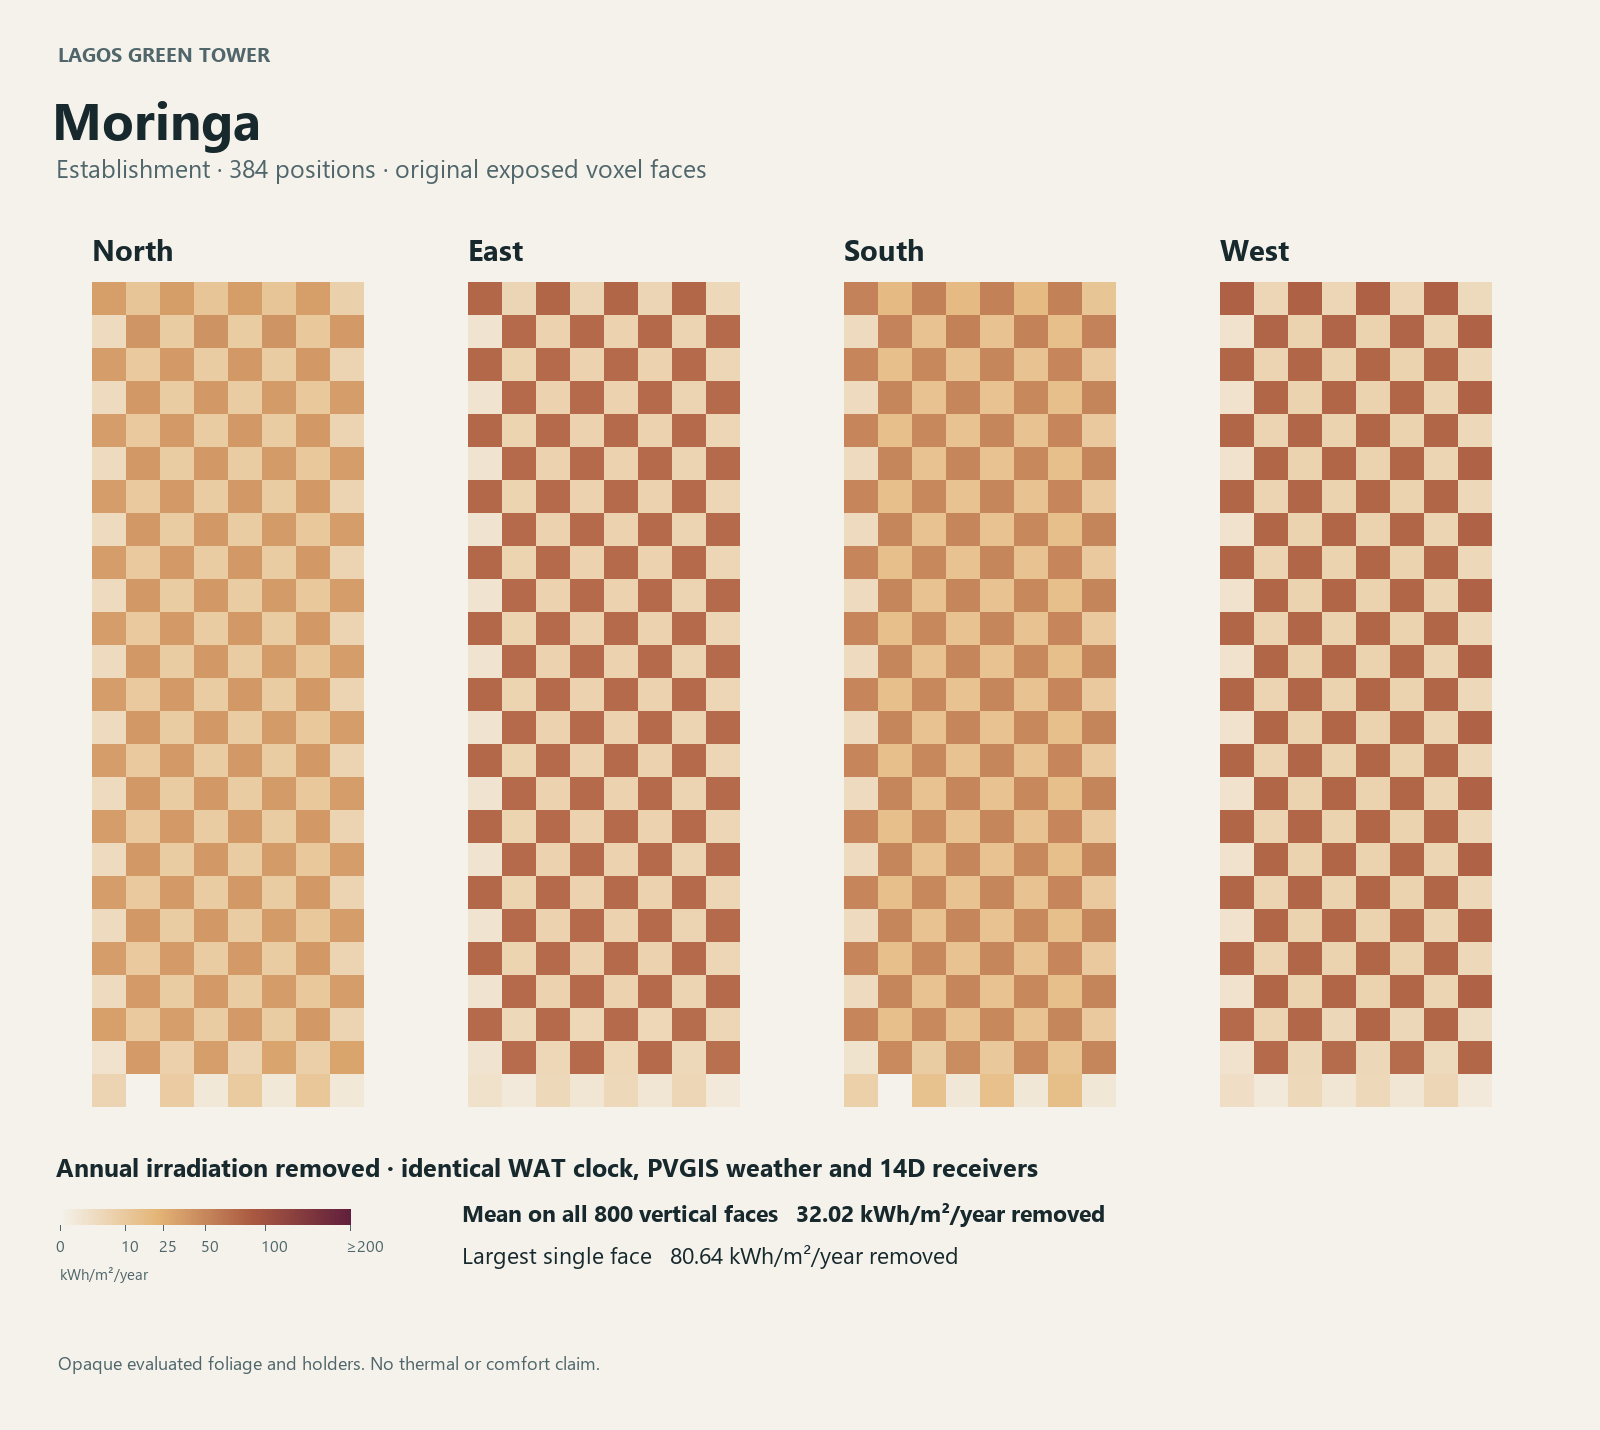 LAGOS GREEN TOWER
Moringa
Establishment · 384 positions · original exposed voxel faces
North East South West
Annual irradiation removed · identical WAT clock, PVGIS weather and 14D receivers
0 10 25 50 100 ≥200
kWh/m²/year
Mean on all 800 vertical faces 32.02 kWh/m²/year removed
Largest single face 80.64 kWh/m²/year removed
Opaque evaluated foliage and holders. No thermal or comfort claim.